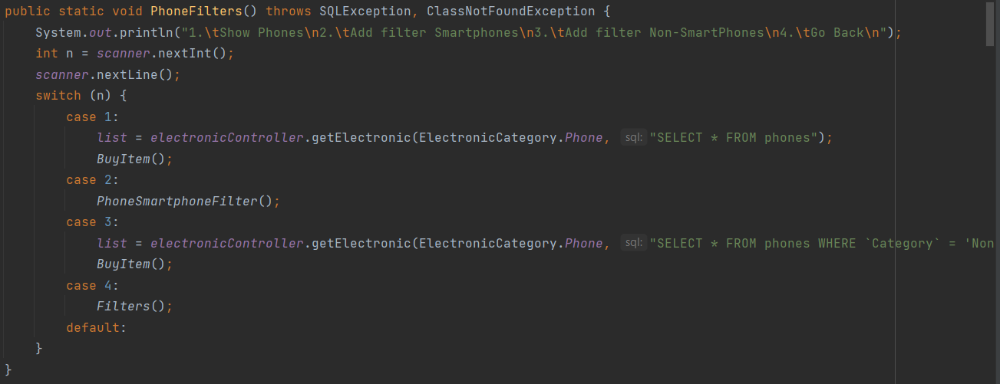 public static void PhoneFilters() throws SQLException, ClassNotFoundException {
    System.out.println("1.\tShow Phones\n2.\tAdd filter Smartphones\n3.\tAdd filter Non-SmartPhones\n4.\tGo Back\n");
    int n = scanner.nextInt();
    scanner.nextLine();
    switch (n) {
        case 1:
            list = electronicController.getElectronic(ElectronicCategory.Phone, sql: "SELECT * FROM phones");
            BuyItem();
        case 2:
            PhoneSmartphoneFilter();
        case 3:
            list = electronicController.getElectronic(ElectronicCategory.Phone, sql: "SELECT * FROM phones WHERE `Category` = 'Non
            BuyItem();
        case 4:
            Filters();
        default:
    }
}